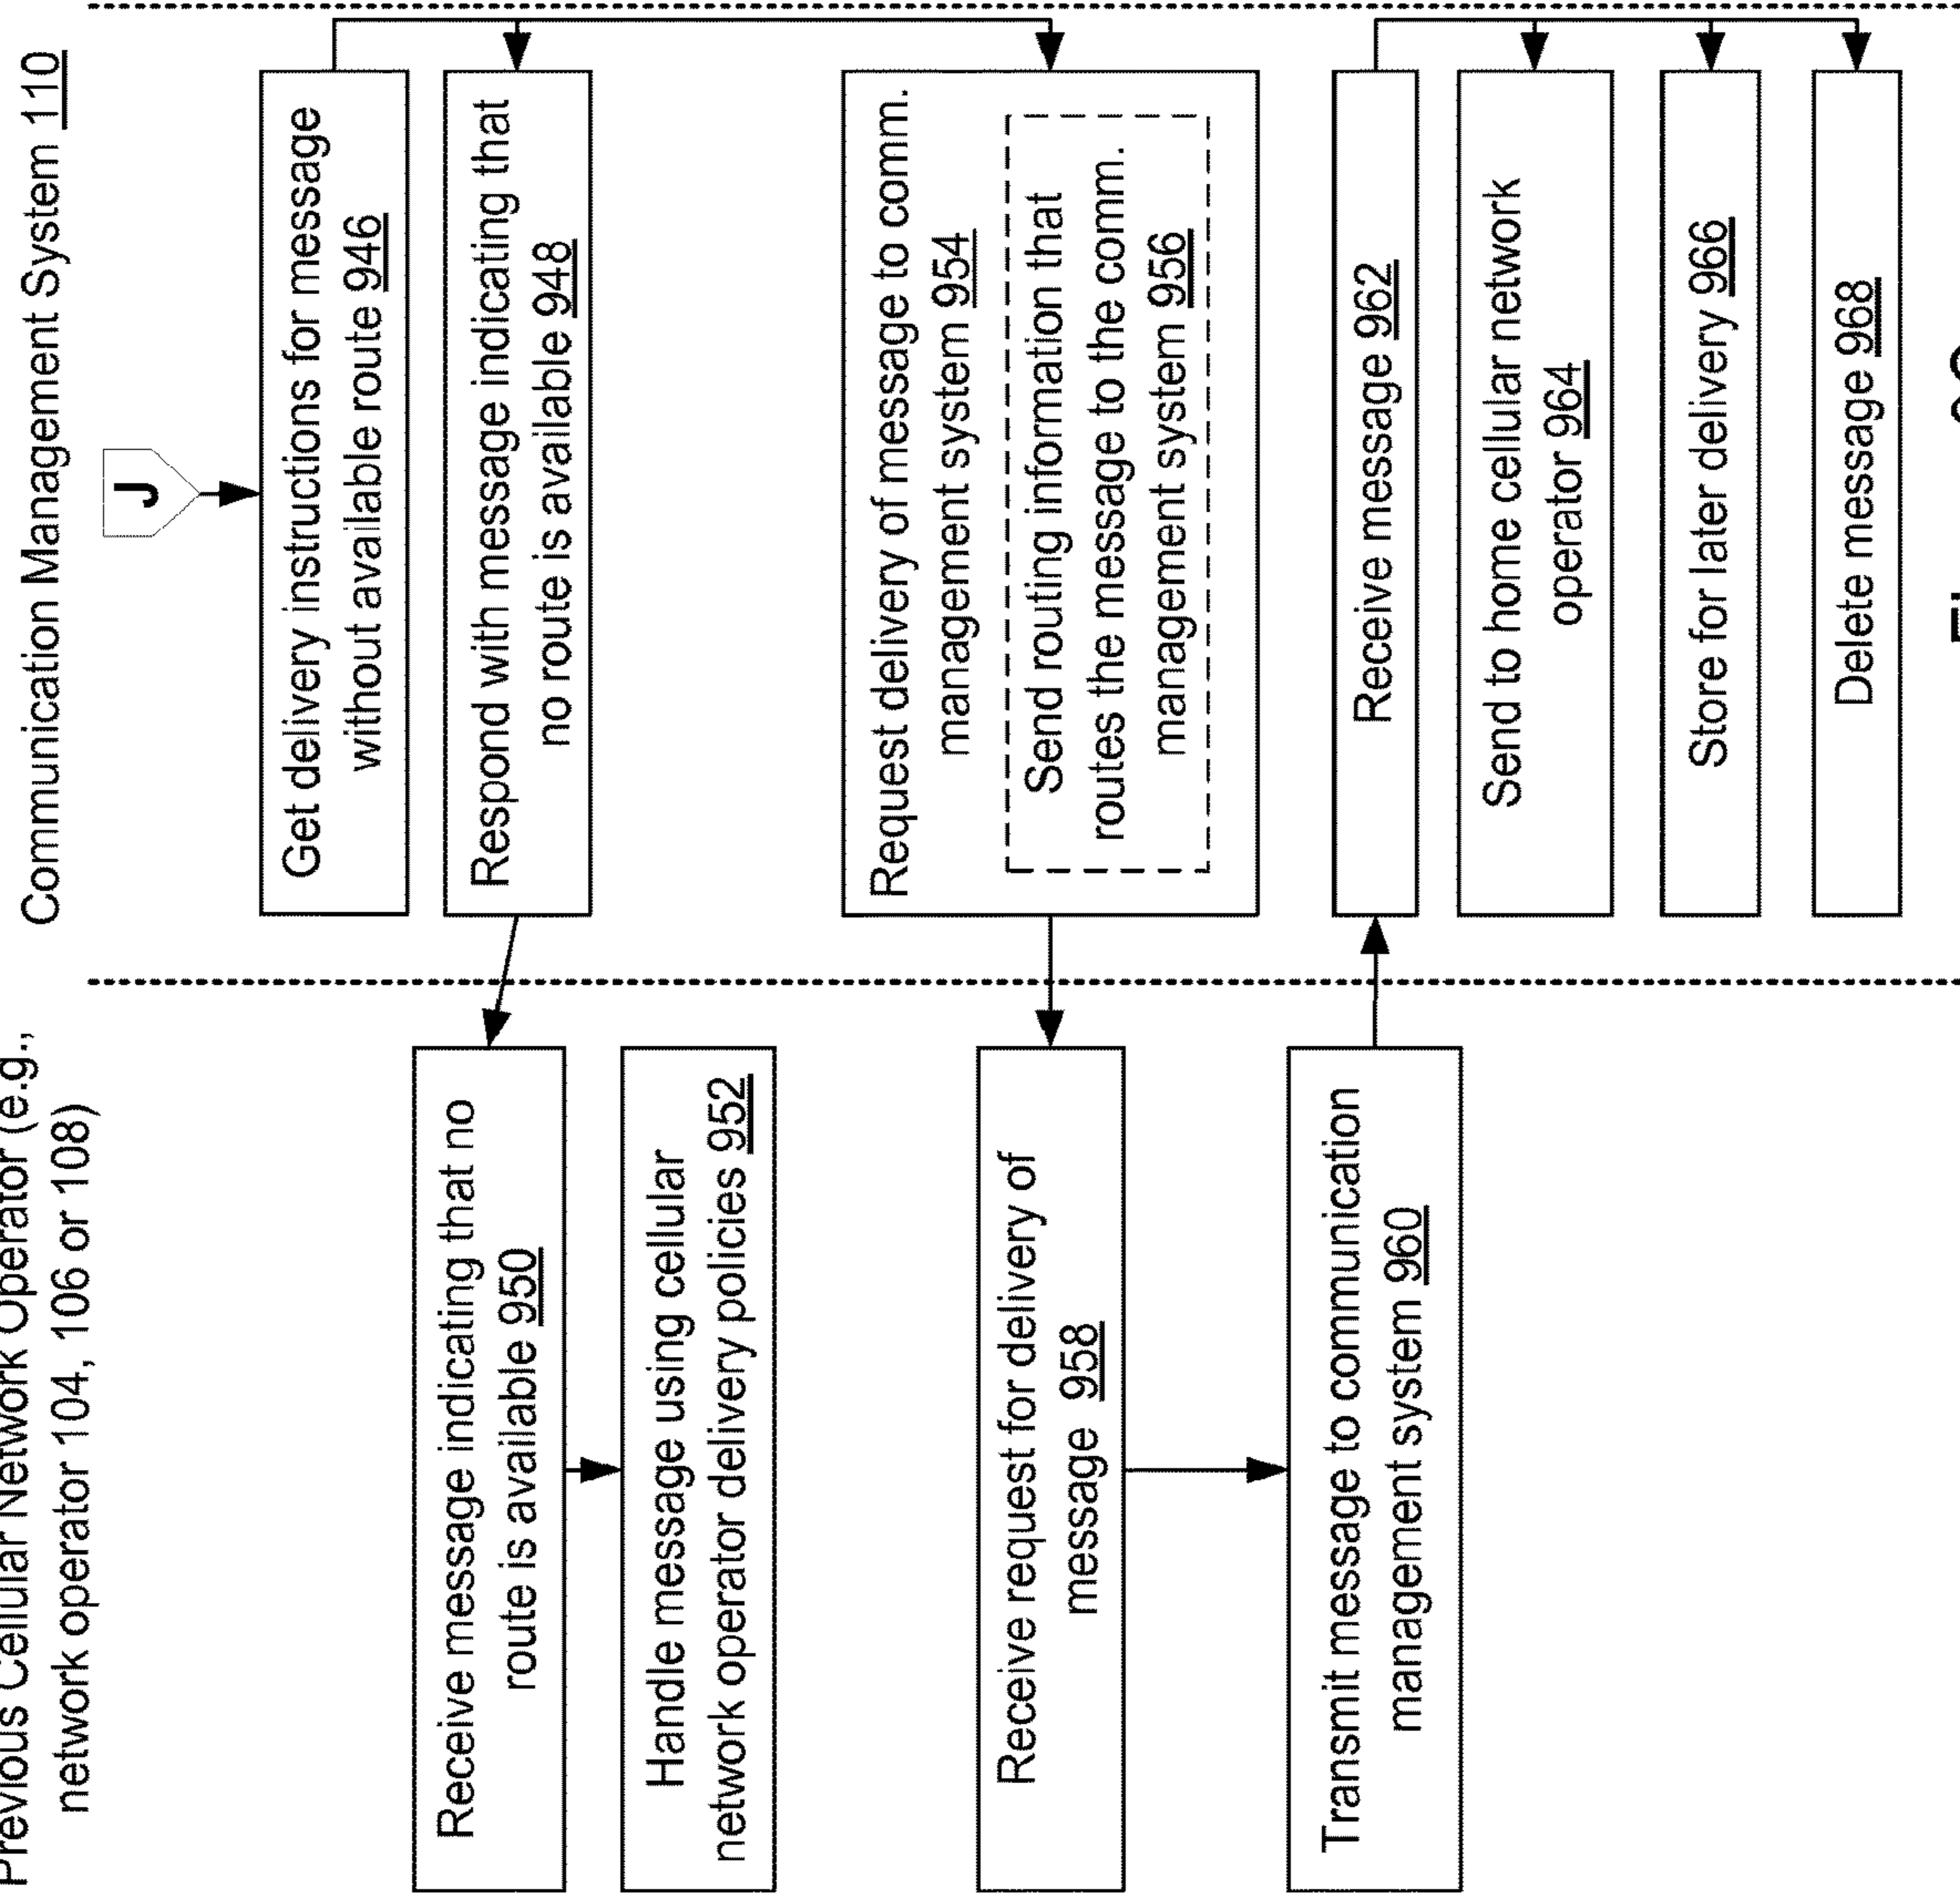 Previous Cellular Network Operator (e.g.,
network operator 104, 106 or 108)
Communication Management System 110
J
Get delivery instructions for message
without available route 946
Respond with message indicating that
no route is available 948
Receive message indicating that no
route is available 950
Handle message using cellular
network operator delivery policies 952
Request delivery of message to comm.
management system 954
Send routing information that
routes the message to the comm.
management system 956
Receive request for delivery of
message 958
Transmit message to communication
management system 960
Receive message 962
Send to home cellular network
operator 964
Store for later delivery 966
Delete message 968